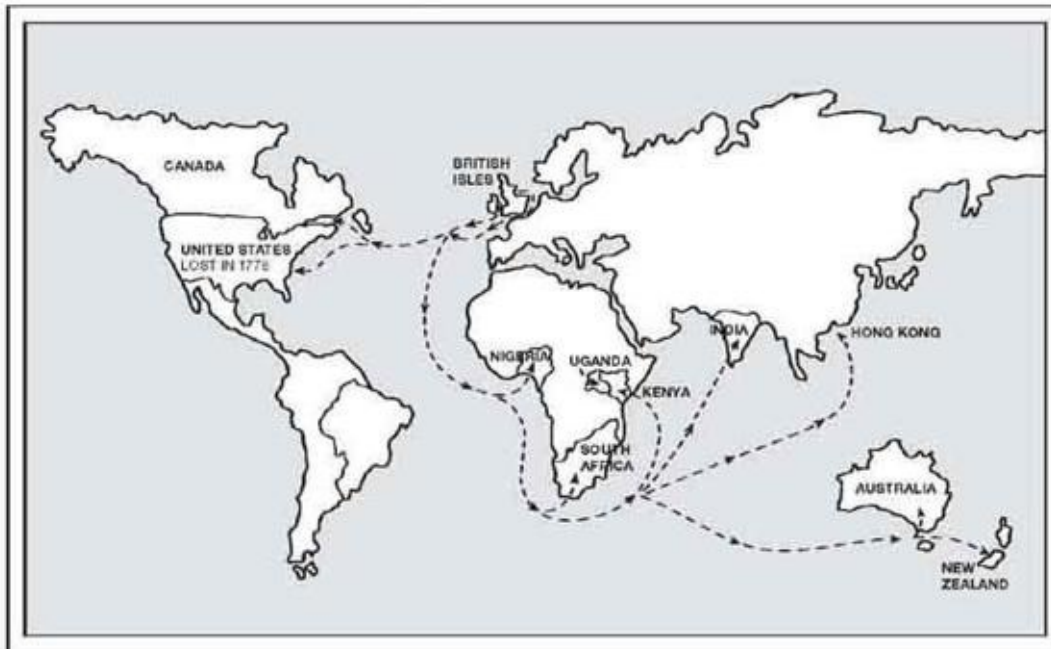 CANADA
BRITISH
ISLES
UNITED STATES
LOST IN 1776
INDIA
HONG KONG
NIGERIA
UGANDA
KENYA
SOUTH
AFRICA
AUSTRALIA
NEW
ZEALAND